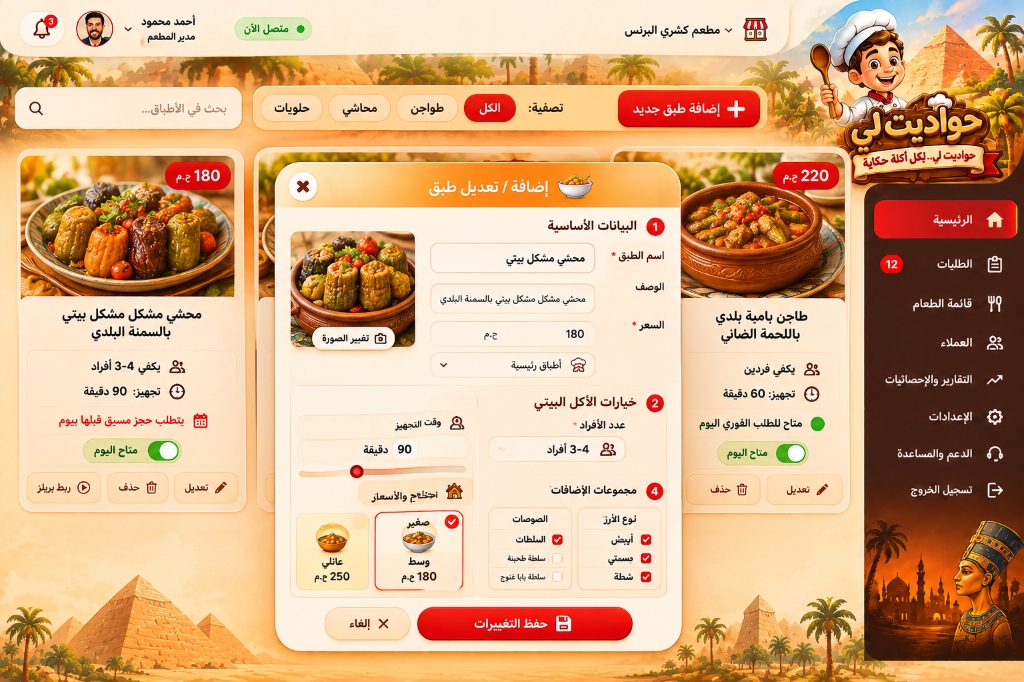 حواديت لي
حواديت لي.. لكل أكلة حكاية
مطعم كشري البرنس
متصل الآن
أحمد محمود
مدير المطعم
3
إضافة طبق جديد
تصفية:
الكل
طواجن
محاشي
حلويات
بحث في الأطباق...
الرئيسية
الطلبات
12
قائمة الطعام
العملاء
التقارير والإحصائيات
الإعدادات
الدعم والمساعدة
تسجيل الخروج
220 ج.م
طاجن بامية بلدي
باللحمة الضاني
يكفي فردين
تجهيز: 60 دقيقة
متاح للطلب الفوري اليوم
متاح اليوم
تعديل
حذف
إضافة / تعديل طبق
1 البيانات الأساسية
اسم الطبق *
محشي مشكل بيتي
الوصف
محشي مشكل مشكل بيتي بالسمنة البلدي
السعر *
180 ج.م
أطباق رئيسية
تغيير الصورة
2 خيارات الأكل البيتي
عدد الأفراد *
3-4 أفراد
وقت التجهيز
90 دقيقة
والأسعار
صغير
وسط
180 ج.م
عائلي
250 ج.م
4 مجموعات الإضافات
نوع الأرز
أبيض
بسمتي
شطة
الصوصات
السلطات
سلطة طحينة
سلطة بابا غنوج
حفظ التغييرات
إلغاء
180 ج.م
محشي مشكل مشكل بيتي
بالسمنة البلدي
يكفي 4-3 أفراد
تجهيز: 90 دقيقة
يتطلب حجز مسبق قبلها بيوم
متاح اليوم
تعديل
حذف
ربط بريلز